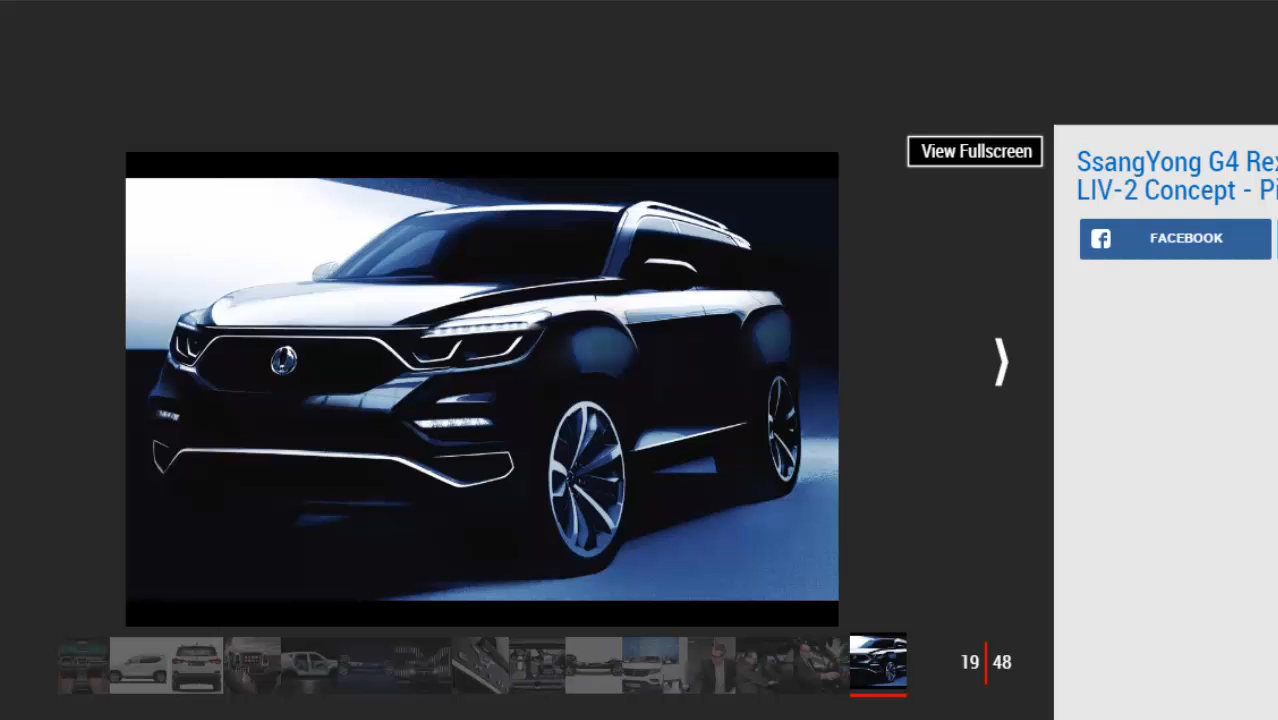 View Fullscreen
SsangYong G4 Rex
LIV-2 Concept - Pi
FACEBOOK
19 48